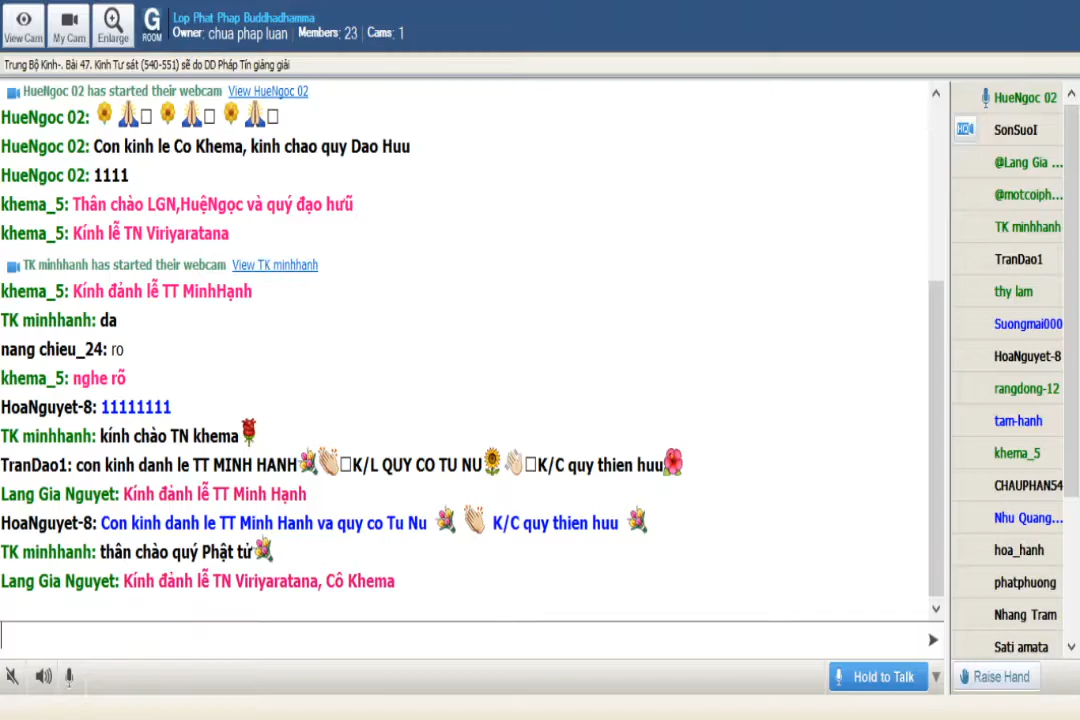 View Cam
My Cam
Enlarge
G
ROOM
Lop Phat Phap Buddhadhamma
Owner: chua phap luan | Members: 23 | Cams: 1
Trung Bộ Kinh-. Bài 47. Kinh Tư sát (540-551) sẽ do DD Pháp Tín giảng giải
HueNgoc 02 has started their webcam View HueNgoc 02
HueNgoc 02:
HueNgoc 02: Con kinh le Co Khema, kinh chao quy Dao Huu
HueNgoc 02: 1111
khema_5: Thân chào LGN,HuệNgọc và quý đạo hưũ
khema_5: Kính lễ TN Viriyaratana
TK minhhanh has started their webcam View TK minhhanh
khema_5: Kính đảnh lễ TT MinhHạnh
TK minhhanh: da
nang chieu_24: ro
khema_5: nghe rõ
HoaNguyet-8: 11111111
TK minhhanh: kính chào TN khema
TranDao1: con kinh danh le TT MINH HANH K/L QUY CO TU NU K/C quy thien huu
Lang Gia Nguyet: Kính đảnh lễ TT Minh Hạnh
HoaNguyet-8: Con kinh danh le TT Minh Hanh va quy co Tu Nu K/C quy thien huu
TK minhhanh: thân chào quý Phật tử
Lang Gia Nguyet: Kính đảnh lễ TN Viriyaratana, Cô Khema
Hold to Talk
HueNgoc 02
HQ
SonSuoI
@Lang Gia ...
@motcoiph...
TK minhhanh
TranDao1
thy lam
Suongmai000
HoaNguyet-8
rangdong-12
tam-hanh
khema_5
CHAUPHAN54
Nhu Quang...
hoa_hanh
phatphuong
Nhang Tram
Sati amata
Raise Hand